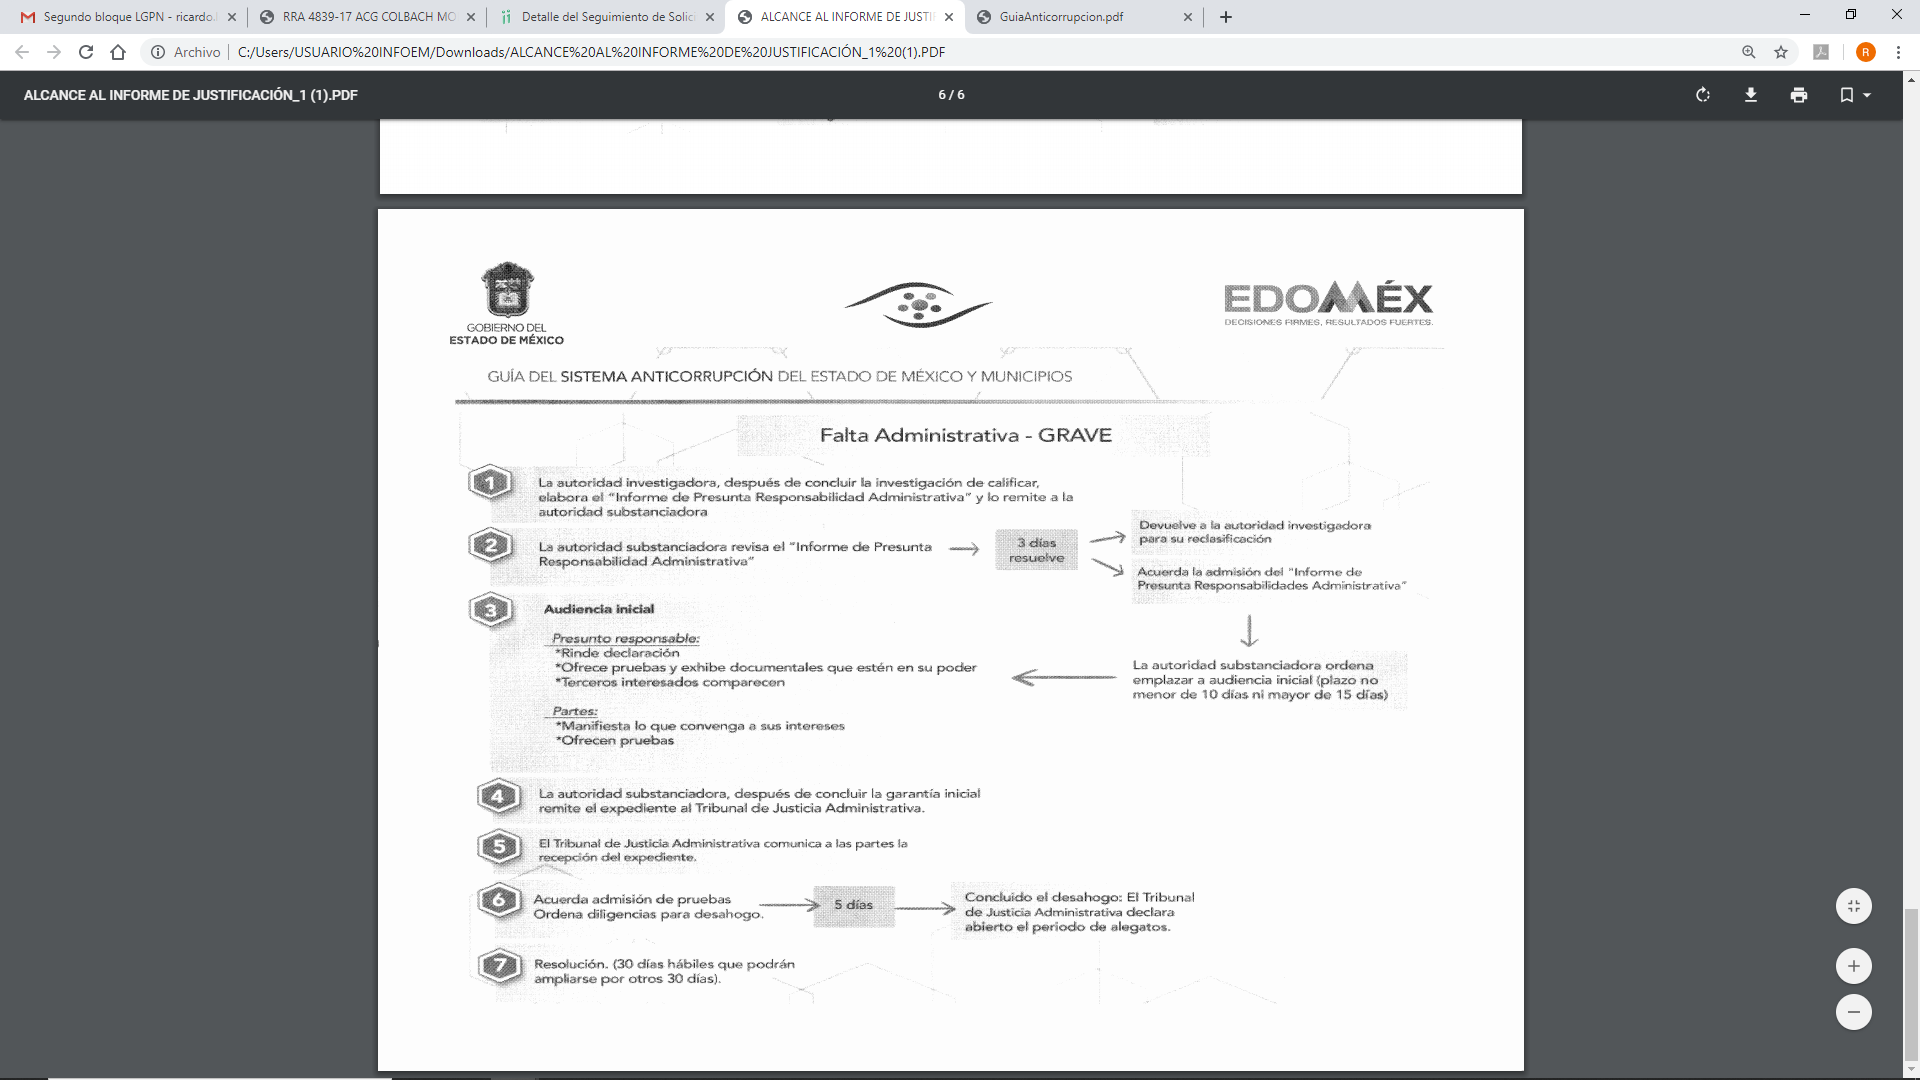 Segundo bloque LGPN - ricardo.
RRA 4839-17 ACG COLBACH MO
Detalle del Seguimiento de Solici
ALCANCE AL INFORME DE JUSTIF
GuiaAnticorrupcion.pdf
Archivo
C:/Users/USUARIO%20INFOEM/Downloads/ALCANCE%20AL%20INFORME%20DE%20JUSTIFICACIÓN_1%20(1).PDF
R
ALCANCE AL INFORME DE JUSTIFICACIÓN_1 (1).PDF
6 / 6
GOBIERNO DEL
ESTADO DE MÉXICO
EDOMÉX
DECISIONES FIRMES, RESULTADOS FUERTES.
GUÍA DEL SISTEMA ANTICORRUPCIÓN DEL ESTADO DE MÉXICO Y MUNICIPIOS
Falta Administrativa - GRAVE
1
La autoridad investigadora, después de concluir la investigación de calificar,
elabora el "Informe de Presunta Responsabilidad Administrativa" y lo remite a la
autoridad substanciadora
2
La autoridad substanciadora revisa el "Informe de Presunta
Responsabilidad Administrativa"
3 días
resuelve
Devuelve a la autoridad investigadora
para su reclasificación
Acuerda la admisión del "Informe de
Presunta Responsabilidades Administrativa"
La autoridad substanciadora ordena
emplazar a audiencia inicial (plazo no
menor de 10 días ni mayor de 15 días)
3
Audiencia inicial
Presunto responsable:
*Rinde declaración
*Ofrece pruebas y exhibe documentales que estén en su poder
*Terceros interesados comparecen
Partes:
*Manifiesta lo que convenga a sus intereses
*Ofrecen pruebas
4
La autoridad substanciadora, después de concluir la garantía inicial
remite el expediente al Tribunal de Justicia Administrativa.
5
El Tribunal de Justicia Administrativa comunica a las partes la
recepción del expediente.
6
Acuerda admisión de pruebas
Ordena diligencias para desahogo.
5 días
Concluido el desahogo: El Tribunal
de Justicia Administrativa declara
abierto el periodo de alegatos.
7
Resolución. (30 días hábiles que podrán
ampliarse por otros 30 días).